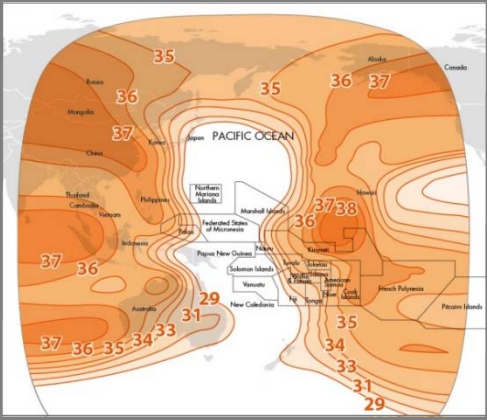 35
Alaska
Canada
Russia
36
35
36
37
Mongolia
37
Korea
Japan
PACIFIC OCEAN
China
Thailand
Cambodia
Vietnam
Philippines
Northern
Mariana
Islands
Hawaii
Marshall Islands
37
38
36
Palau
Federated States
of Micronesia
Indonesia
Papua New Guinea
Nauru
Kiribati
37
36
Solomon Islands
Tuvalu
Tokelau
Wallis
& Futuna
Samoa
American
Samoa
Vanuatu
Niue
Cook
Islands
French Polynesia
Australia
29
31
New Caledonia
Fiji
Tonga
Pitcairn Islands
37
36
35
34
33
35
34
33
31
29